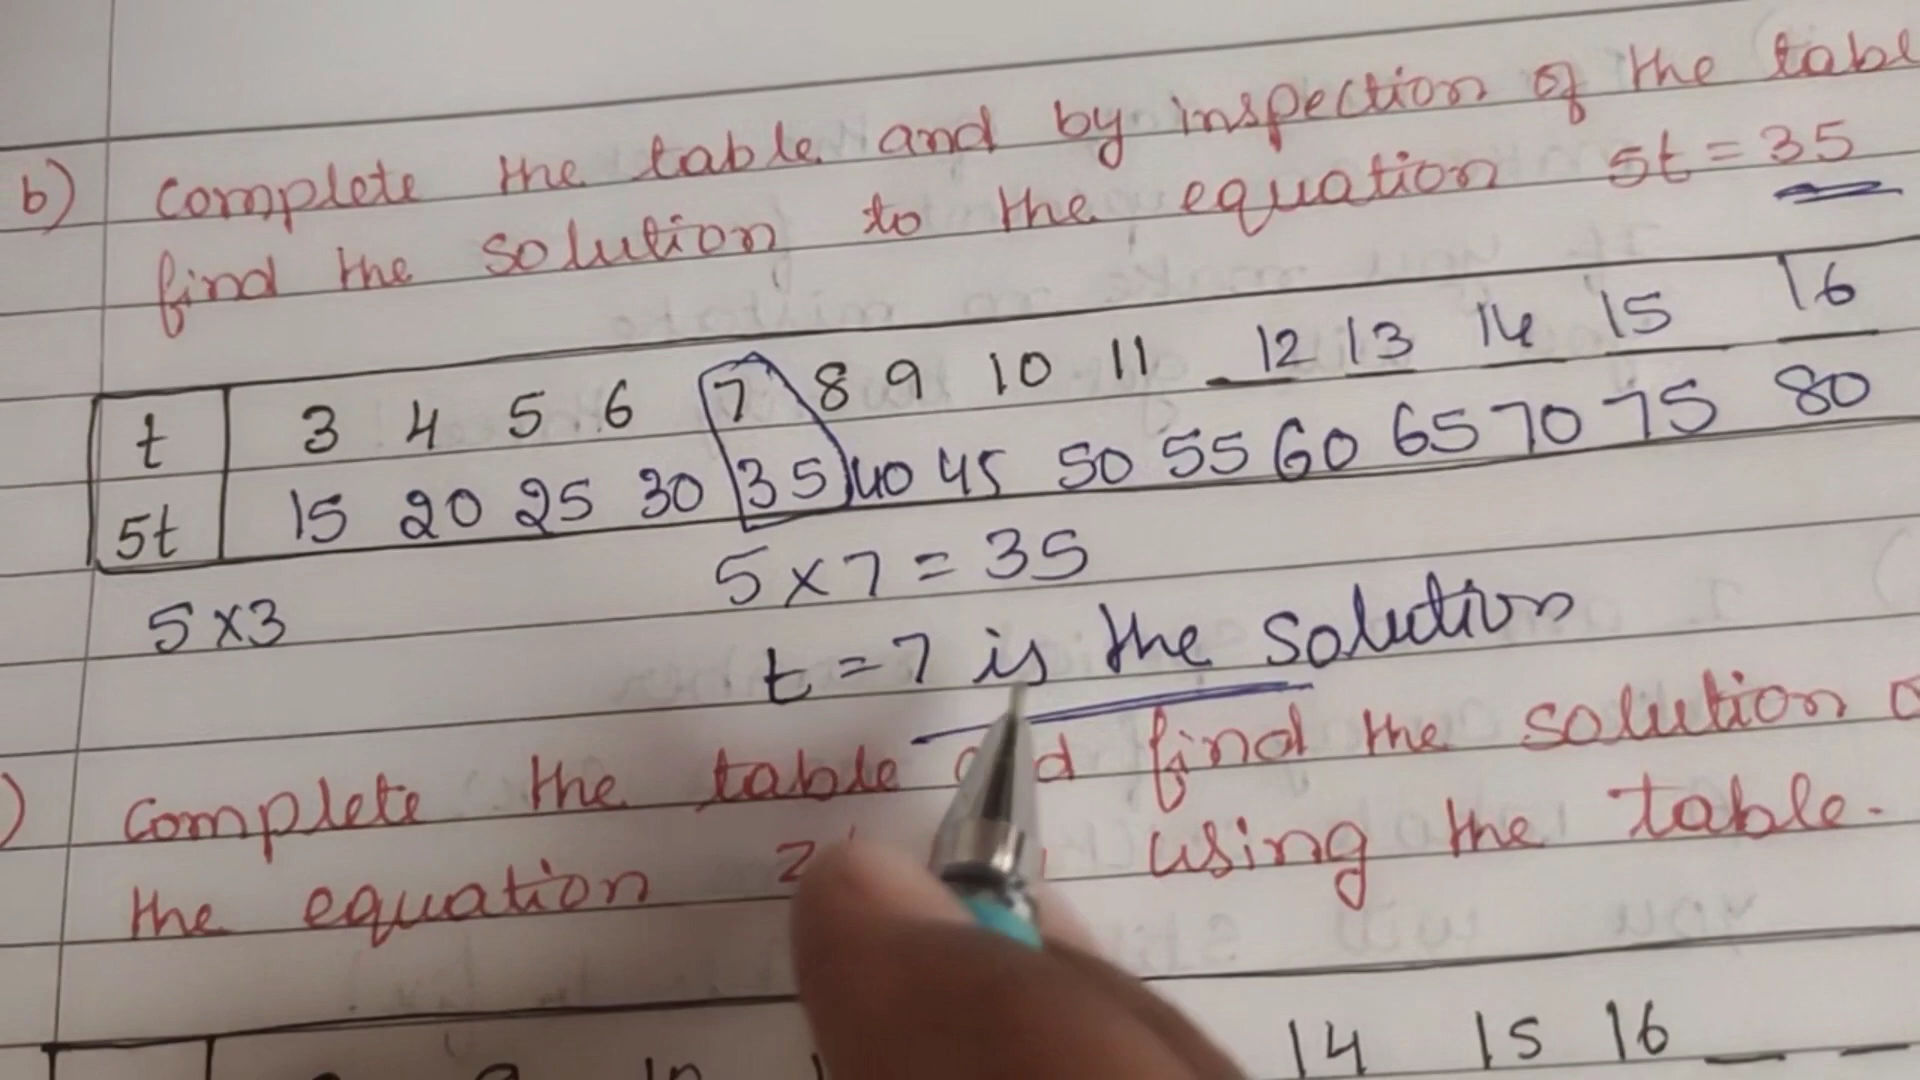 b) Complete the table and by inspection of the tabl
find the solution to the equation 5t = 35
t 3 4 5 6 7 8 9 10 11 12 13 14 15 16
5t 15 20 25 30 35 40 45 50 55 60 65 70 75 80
5 x 7 = 35
5 x 3
t = 7 is the solution
) Complete the table and find the solution
the equation using the table.
10 14 15 16